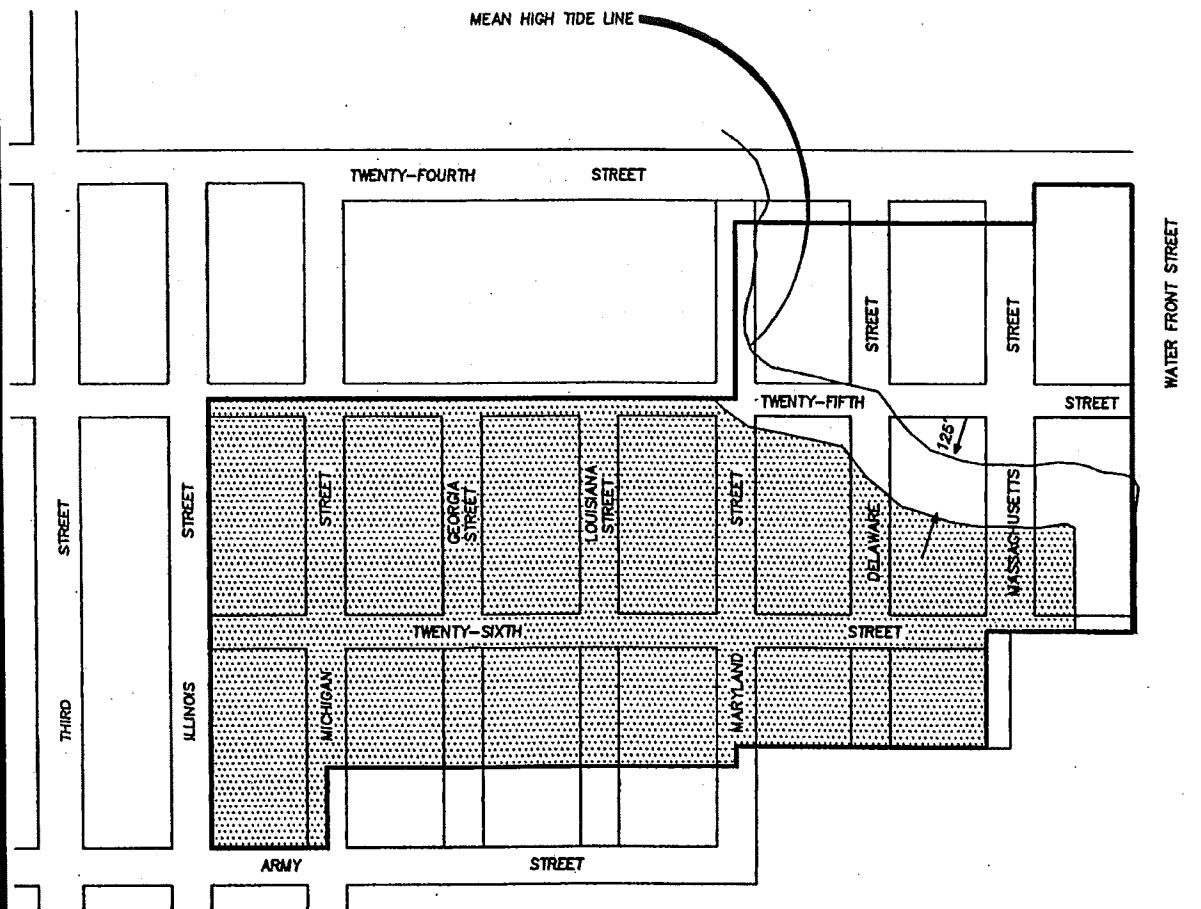 MEAN HIGH TIDE LINE
TWENTY-FOURTH STREET
WATER FRONT STREET
STREET
STREET
TWENTY-FIFTH STREET
125'
STREET
STREET
STREET
GEORGIA
STREET
LOUISIANA
STREET
STREET
DELAWARE
MASSACHUSETTS
TWENTY-SIXTH STREET
THIRD
ILLINOIS
MICHIGAN
MARYLAND
ARMY STREET